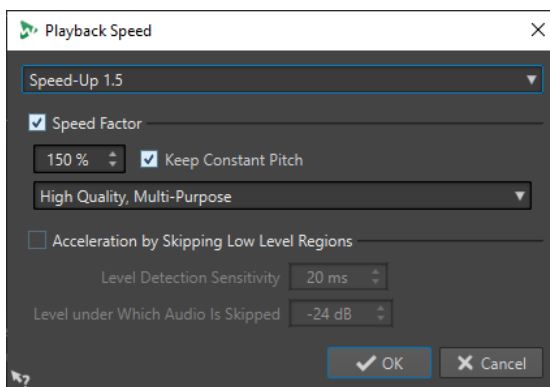 Playback Speed
Speed-Up 1.5
Speed Factor
150 % Keep Constant Pitch
High Quality, Multi-Purpose
Acceleration by Skipping Low Level Regions
Level Detection Sensitivity 20 ms
Level under Which Audio Is Skipped -24 dB
OK Cancel